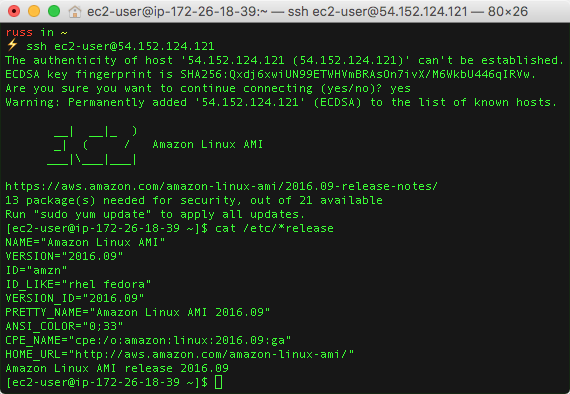 ec2-user@ip-172-26-18-39:~ — ssh ec2-user@54.152.124.121 — 80×26
russ in ~
⚡ ssh ec2-user@54.152.124.121
The authenticity of host '54.152.124.121 (54.152.124.121)' can't be established.
ECDSA key fingerprint is SHA256:Qxdj6xwiUN99ETWHVmBRAsOn7ivX/M6WkbU446qIRVw.
Are you sure you want to continue connecting (yes/no)? yes
Warning: Permanently added '54.152.124.121' (ECDSA) to the list of known hosts.
       __|  __|_  )
       _|  (     /   Amazon Linux AMI
      ___|\___|___|
https://aws.amazon.com/amazon-linux-ami/2016.09-release-notes/
13 package(s) needed for security, out of 21 available
Run "sudo yum update" to apply all updates.
[ec2-user@ip-172-26-18-39 ~]$ cat /etc/*release
NAME="Amazon Linux AMI"
VERSION="2016.09"
ID="amzn"
ID_LIKE="rhel fedora"
VERSION_ID="2016.09"
PRETTY_NAME="Amazon Linux AMI 2016.09"
ANSI_COLOR="0;33"
CPE_NAME="cpe:/o:amazon:linux:2016.09:ga"
HOME_URL="http://aws.amazon.com/amazon-linux-ami/"
Amazon Linux AMI release 2016.09
[ec2-user@ip-172-26-18-39 ~]$